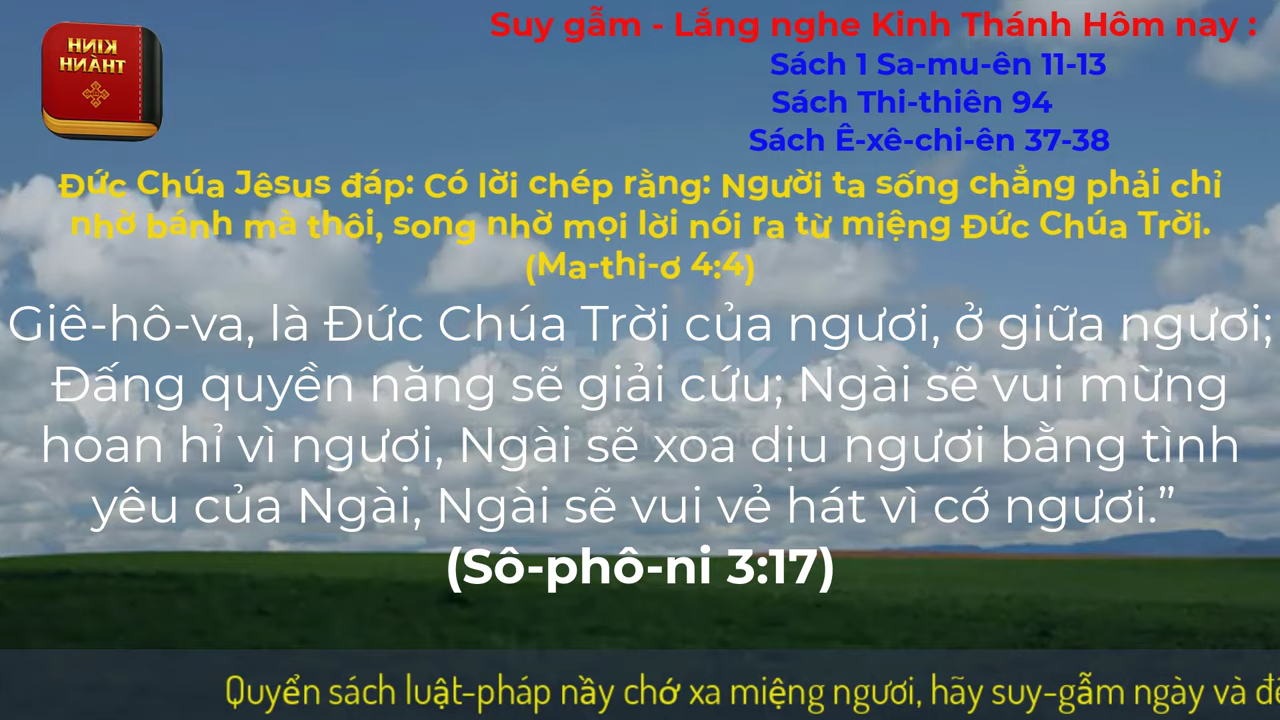 KINH
THÁNH
Suy gẫm - Lắng nghe Kinh Thánh Hôm nay :
Sách 1 Sa-mu-ên 11-13
Sách Thi-thiên 94
Sách Ê-xê-chi-ên 37-38
Đức Chúa Jêsus đáp: Có lời chép rằng: Người ta sống chẳng phải chỉ
nhờ bánh mà thôi, song nhờ mọi lời nói ra từ miệng Đức Chúa Trời.
(Ma-thi-ơ 4:4)
Giê-hô-va, là Đức Chúa Trời của ngươi, ở giữa ngươi;
Đấng quyền năng sẽ giải cứu; Ngài sẽ vui mừng
hoan hỉ vì ngươi, Ngài sẽ xoa dịu ngươi bằng tình
yêu của Ngài, Ngài sẽ vui vẻ hát vì cớ ngươi.”
(Sô-phô-ni 3:17)
Quyển sách luật-pháp nầy chớ xa miệng ngươi, hãy suy-gẫm ngày và